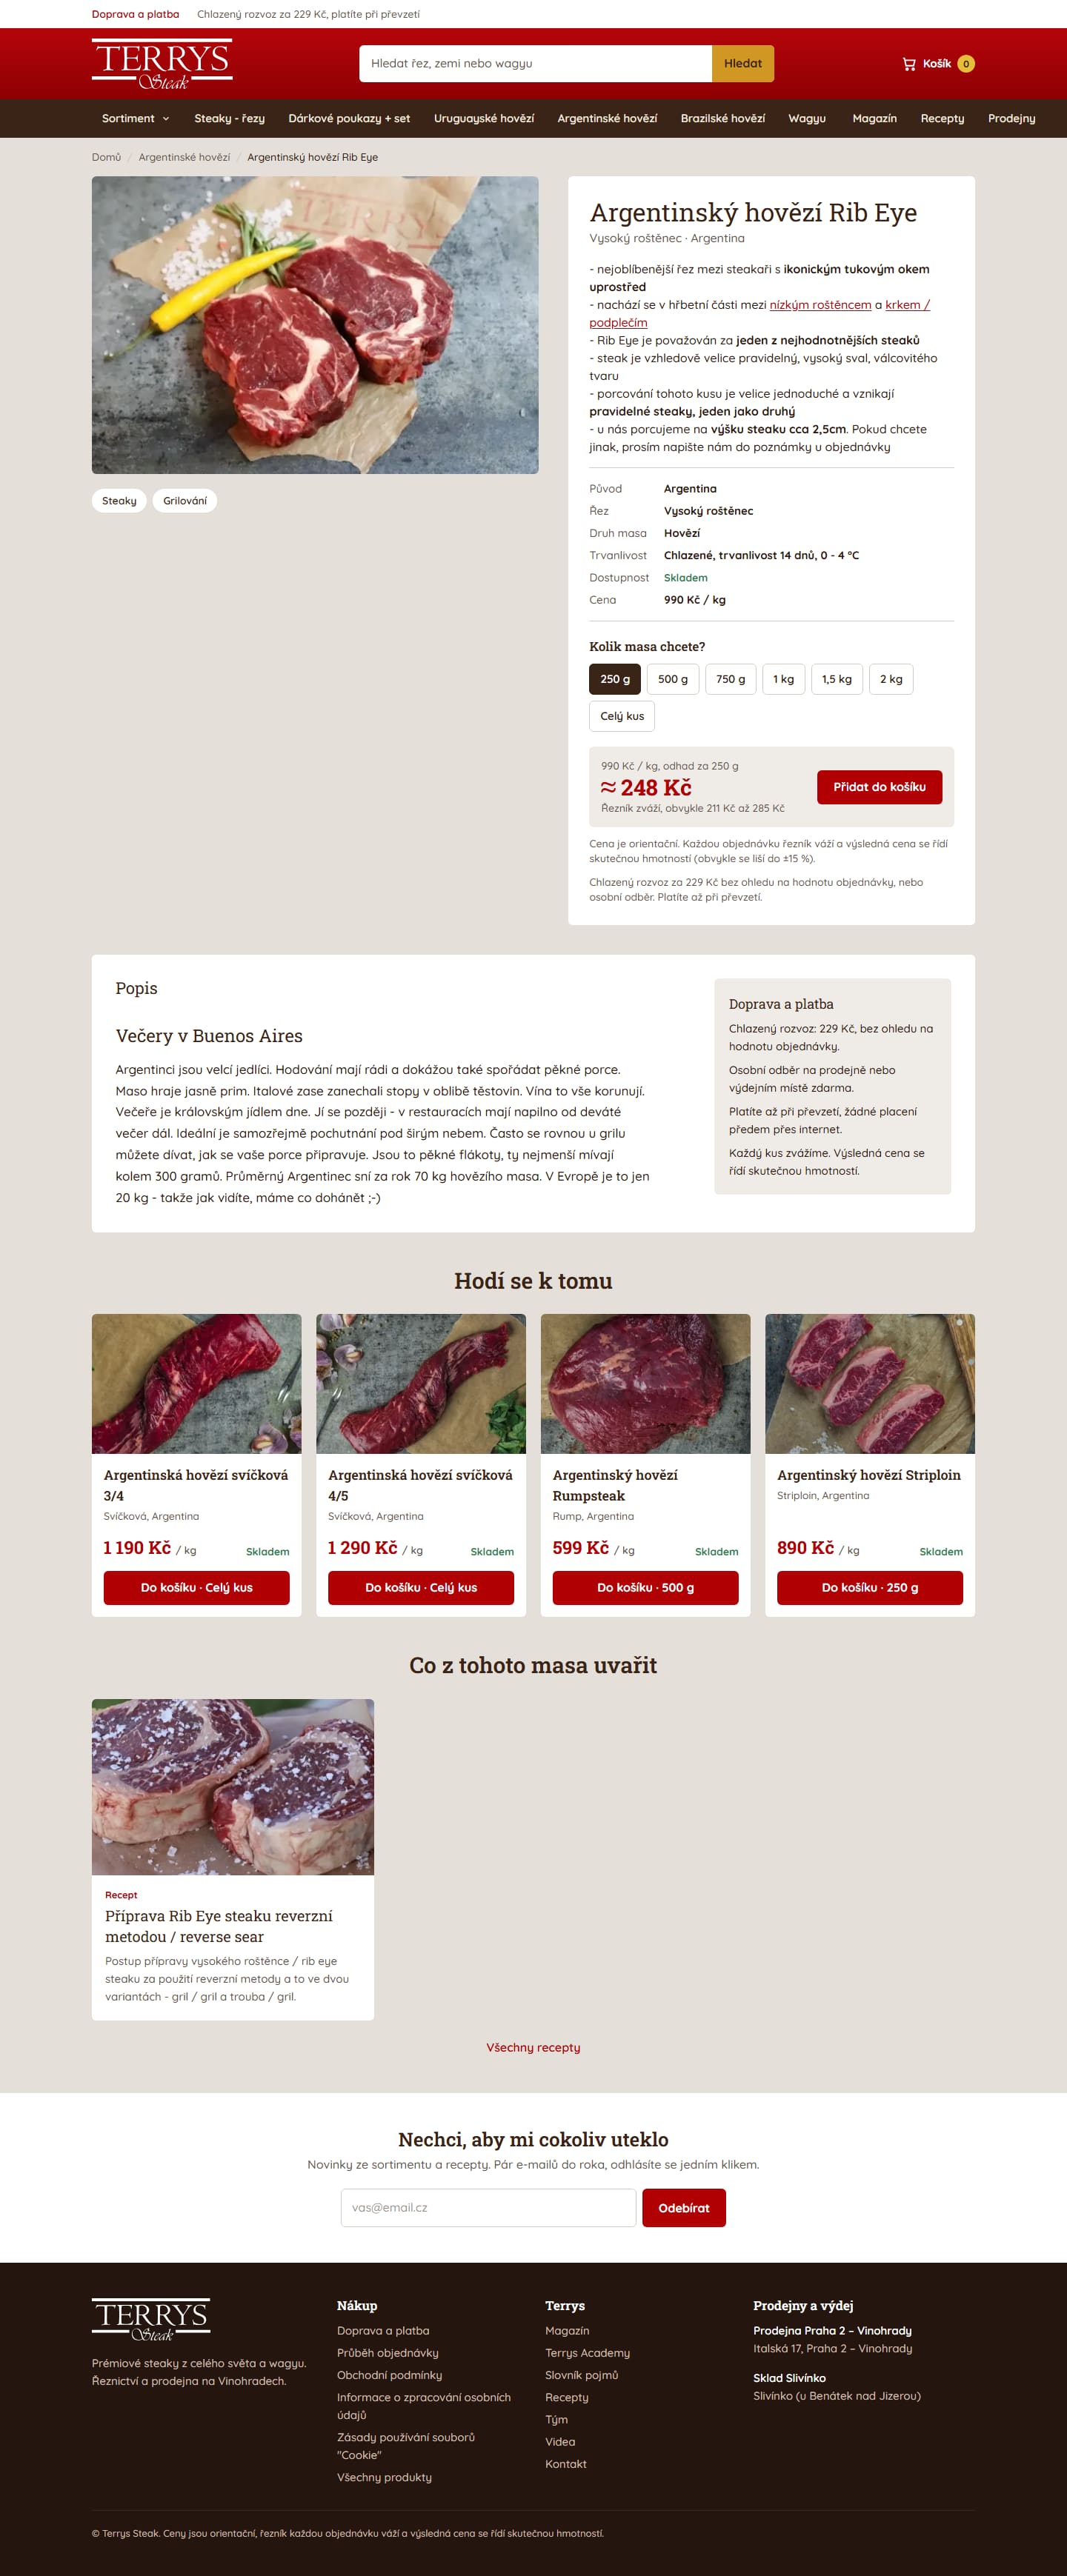 Doprava a platba Chlazený rozvoz za 229 Kč, platíte při převzetí
TERRYS
Steak
Hledat řez, zemi nebo wagyu Hledat
Košík 0
Sortiment Steaky - řezy Dárkové poukazy + set Uruguayské hovězí Argentinské hovězí Brazilské hovězí Wagyu Magazín Recepty Prodejny
Domů / Argentinské hovězí / Argentinský hovězí Rib Eye
Argentinský hovězí Rib Eye
Vysoký roštěnec · Argentina
- nejoblíbenější řez mezi steakaři s ikonickým tukovým okem
uprostřed
- nachází se v hřbetní části mezi nízkým roštěncem a krkem /
podplečím
- Rib Eye je považován za jeden z nejhodnotnějších steaků
- steak je vzhledově velice pravidelný, vysoký sval, válcovitého
tvaru
- porcování tohoto kusu je velice jednoduché a vznikají
pravidelné steaky, jeden jako druhý
- u nás porcujeme na výšku steaku cca 2,5cm. Pokud chcete
jinak, prosím napište nám do poznámky u objednávky
Steaky Grilování
Původ Argentina
Řez Vysoký roštěnec
Druh masa Hovězí
Trvanlivost Chlazené, trvanlivost 14 dnů, 0 - 4 °C
Dostupnost Skladem
Cena 990 Kč / kg
Kolik masa chcete?
250 g 500 g 750 g 1 kg 1,5 kg 2 kg
Celý kus
990 Kč / kg, odhad za 250 g
≈ 248 Kč
Řezník zváží, obvykle 211 Kč až 285 Kč
Přidat do košíku
Cena je orientační. Každou objednávku řezník váží a výsledná cena se řídí
skutečnou hmotností (obvykle se liší do ±15 %).
Chlazený rozvoz za 229 Kč bez ohledu na hodnotu objednávky, nebo
osobní odběr. Platíte až při převzetí.
Popis
Večery v Buenos Aires
Argentinci jsou velcí jedlíci. Hodování mají rádi a dokážou také spořádat pěkné porce.
Maso hraje jasně prim. Italové zase zanechali stopy v oblibě těstovin. Vína to vše korunují.
Večeře je královským jídlem dne. Jí se později - v restauracích mají napilno od deváté
večer dál. Ideální je samozřejmě pochutnání pod širým nebem. Často se rovnou u grilu
můžete dívat, jak se vaše porce připravuje. Jsou to pěkné flákoty, ty nejmenší mívají
kolem 300 gramů. Průměrný Argentinec sní za rok 70 kg hovězího masa. V Evropě je to jen
20 kg - takže jak vidíte, máme co dohánět ;-)
Doprava a platba
Chlazený rozvoz: 229 Kč, bez ohledu na
hodnotu objednávky.
Osobní odběr na prodejně nebo
výdejním místě zdarma.
Platíte až při převzetí, žádné placení
předem přes internet.
Každý kus zvážíme. Výsledná cena se
řídí skutečnou hmotností.
Hodí se k tomu
Argentinská hovězí svíčková
3/4
Svíčková, Argentina
1 190 Kč / kg Skladem
Do košíku · Celý kus
Argentinská hovězí svíčková
4/5
Svíčková, Argentina
1 290 Kč / kg Skladem
Do košíku · Celý kus
Argentinský hovězí
Rumpsteak
Rump, Argentina
599 Kč / kg Skladem
Do košíku · 500 g
Argentinský hovězí Striploin
Striploin, Argentina
890 Kč / kg Skladem
Do košíku · 250 g
Co z tohoto masa uvařit
Recept
Příprava Rib Eye steaku reverzní
metodou / reverse sear
Postup přípravy vysokého roštěnce / rib eye
steaku za použití reverzní metody a to ve dvou
variantách - gril / gril a trouba / gril.
Všechny recepty
Nechci, aby mi cokoliv uteklo
Novinky ze sortimentu a recepty. Pár e-mailů do roka, odhlásíte se jedním klikem.
vas@email.cz Odebírat
TERRYS
Steak
Prémiové steaky z celého světa a wagyu.
Řeznictví a prodejna na Vinohradech.
Nákup
Doprava a platba
Průběh objednávky
Obchodní podmínky
Informace o zpracování osobních
údajů
Zásady používání souborů
"Cookie"
Všechny produkty
Terrys
Magazín
Terrys Academy
Slovník pojmů
Recepty
Tým
Videa
Kontakt
Prodejny a výdej
Prodejna Praha 2 – Vinohrady
Italská 17, Praha 2 – Vinohrady
Sklad Slivínko
Slivínko (u Benátek nad Jizerou)
© Terrys Steak. Ceny jsou orientační, řezník každou objednávku váží a výsledná cena se řídí skutečnou hmotností.